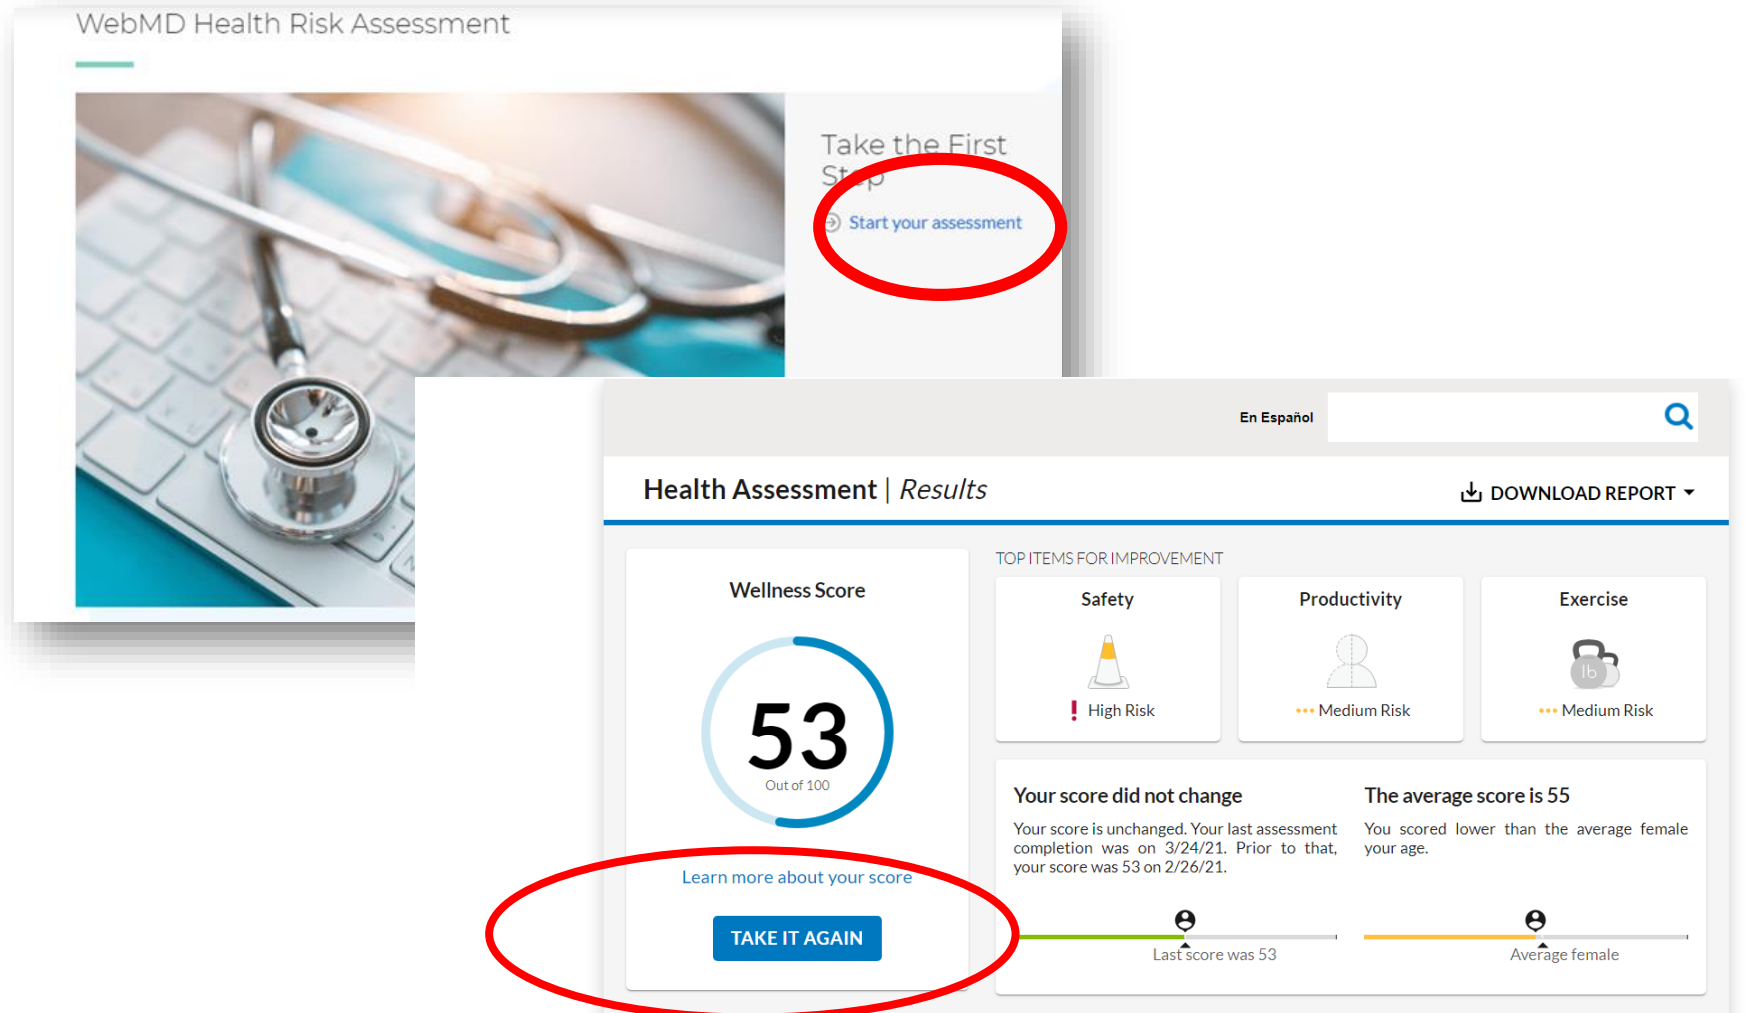 WebMD Health Risk Assessment
Take the First
Step
Start your assessment
En Español
Health Assessment | Results
DOWNLOAD REPORT
Wellness Score
53
Out of 100
Learn more about your score
TAKE IT AGAIN
TOP ITEMS FOR IMPROVEMENT
Safety
High Risk
Productivity
Medium Risk
Exercise
lb
Medium Risk
Your score did not change
Your score is unchanged. Your last assessment
completion was on 3/24/21. Prior to that,
your score was 53 on 2/26/21.
Last score was 53
The average score is 55
You scored lower than the average female
your age.
Average female